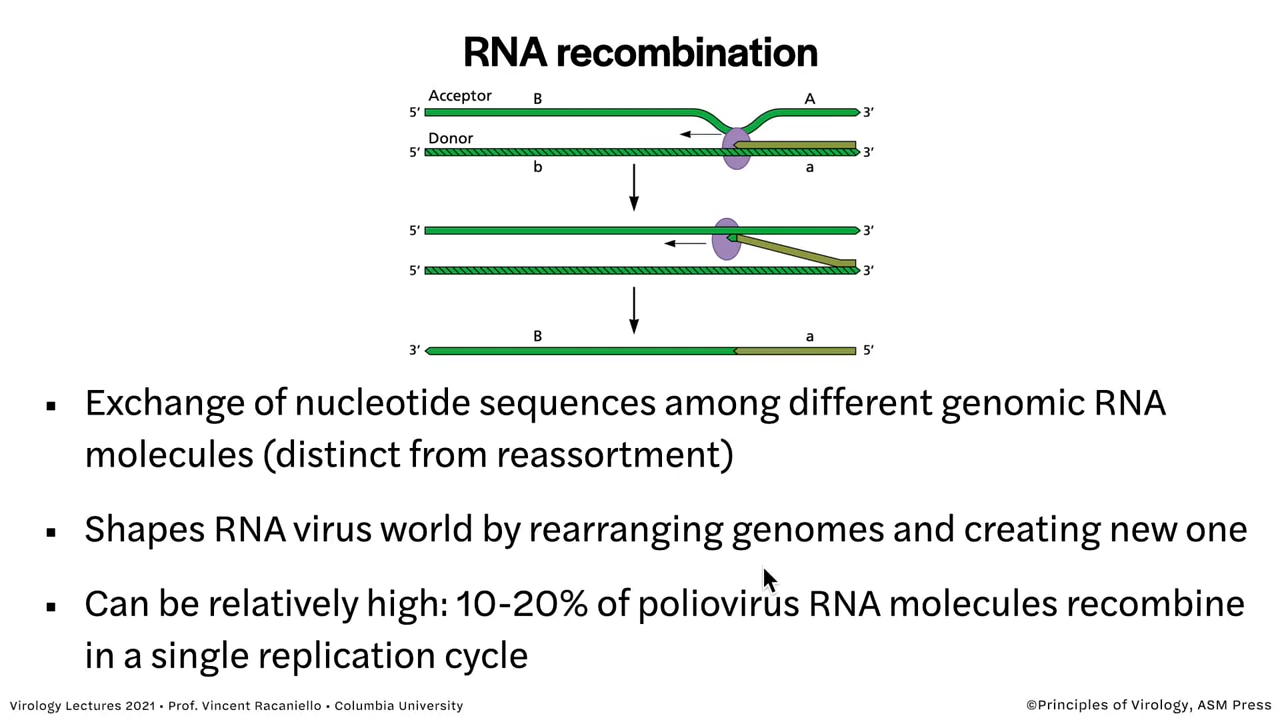 RNA recombination
Acceptor B A
5′ 3′
Donor
5′ 3′
b a
5′ 3′
5′ 3′
B a
3′ 5′
▪ Exchange of nucleotide sequences among different genomic RNA
molecules (distinct from reassortment)
▪ Shapes RNA virus world by rearranging genomes and creating new one
▪ Can be relatively high: 10-20% of poliovirus RNA molecules recombine
in a single replication cycle
Virology Lectures 2021 • Prof. Vincent Racaniello • Columbia University
©Principles of Virology, ASM Press